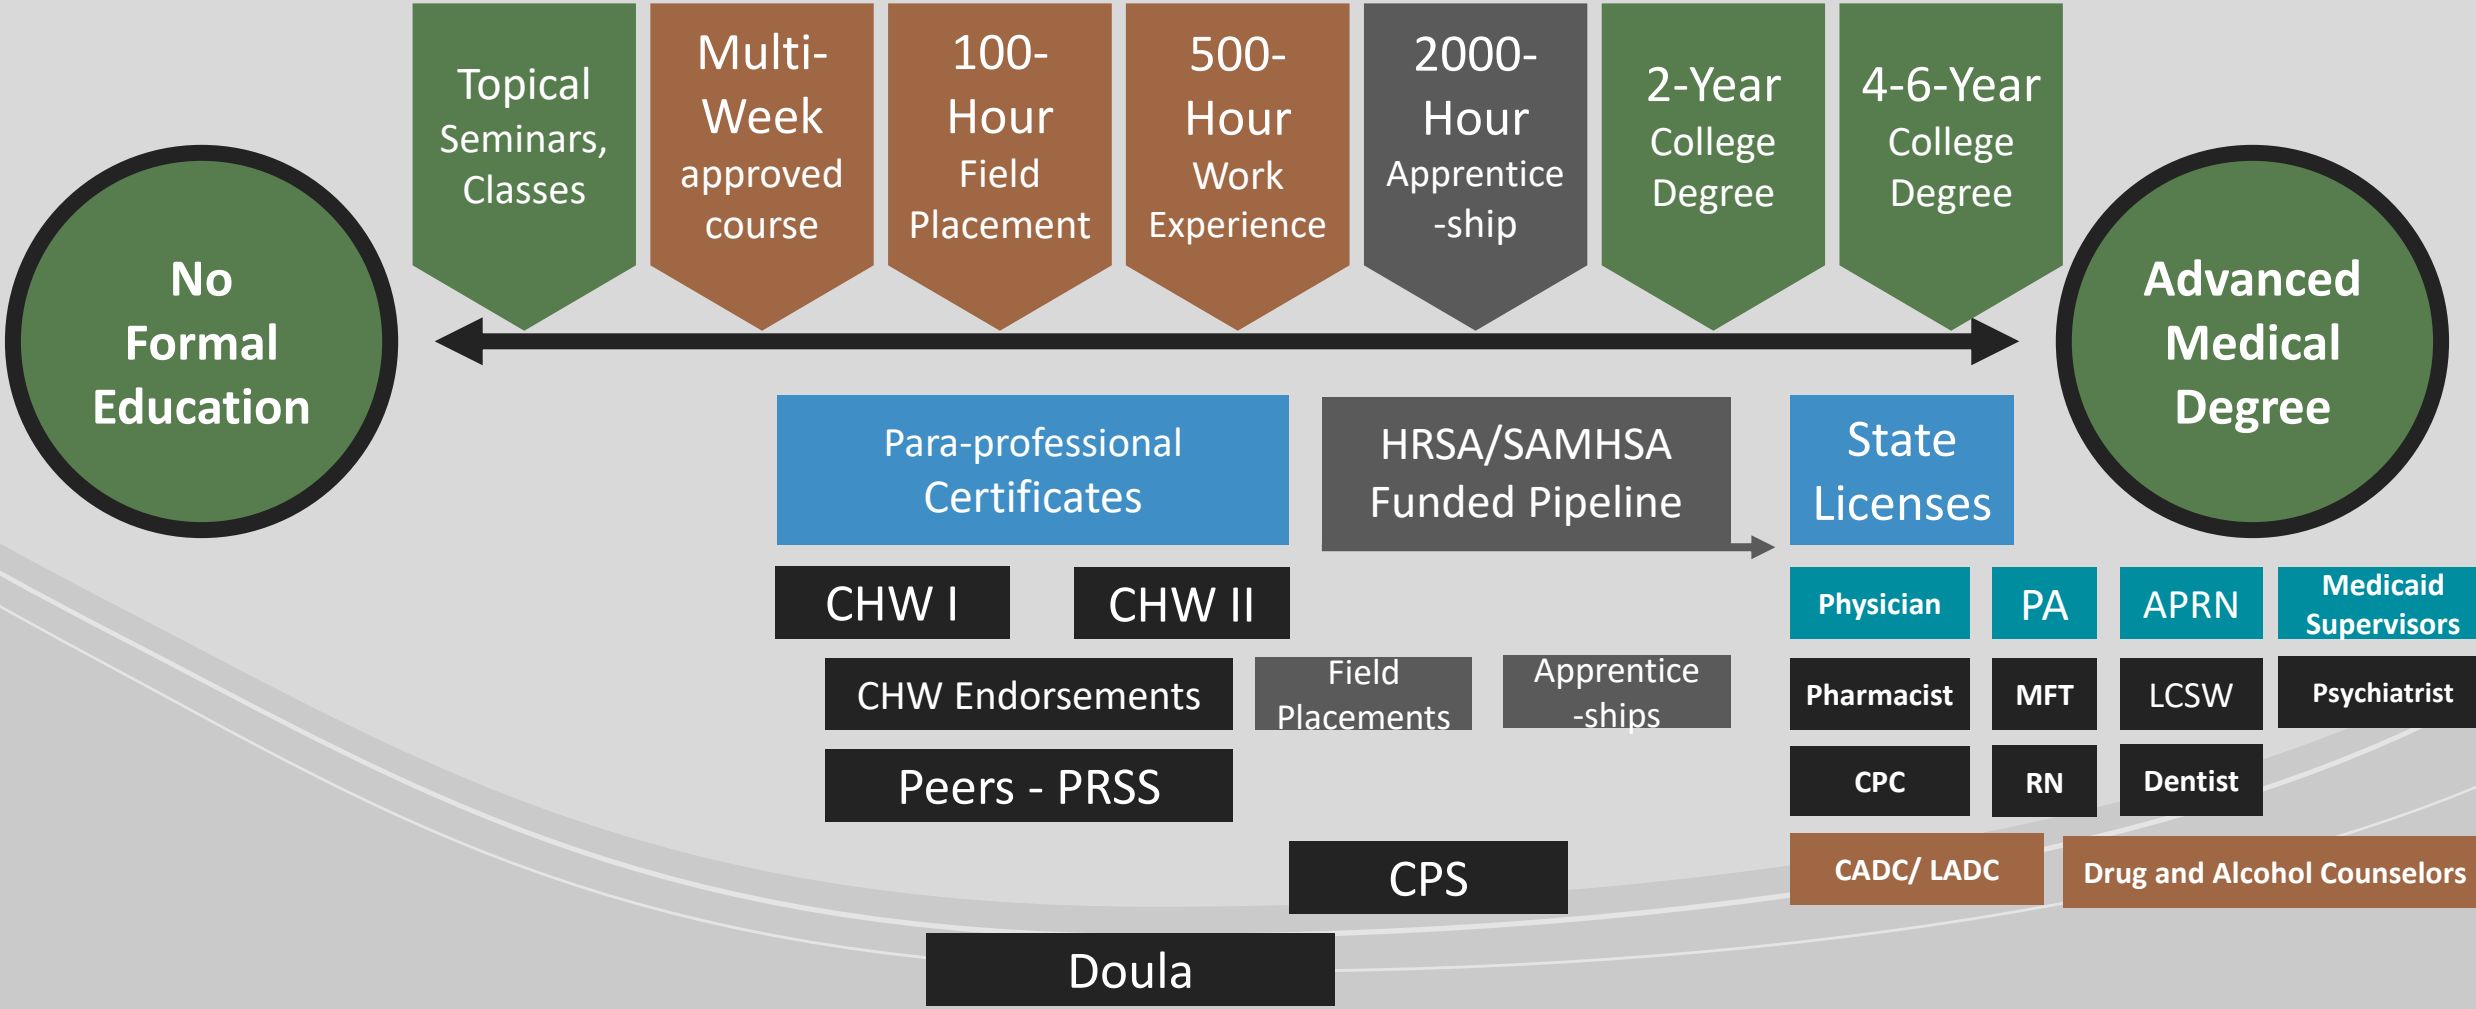 Topical
Seminars,
Classes
Multi-
Week
approved
course
100-
Hour
Field
Placement
500-
Hour
Work
Experience
2000-
Hour
Apprentice
-ship
2-Year
College
Degree
4-6-Year
College
Degree
No
Formal
Education
Advanced
Medical
Degree
Para-professional
Certificates
HRSA/SAMHSA
Funded Pipeline
State
Licenses
CHW I
CHW II
Physician
PA
APRN
Medicaid
Supervisors
CHW Endorsements
Field
Placements
Apprentice
-ships
Pharmacist
MFT
LCSW
Psychiatrist
Peers - PRSS
CPC
RN
Dentist
CPS
CADC/ LADC
Drug and Alcohol Counselors
Doula